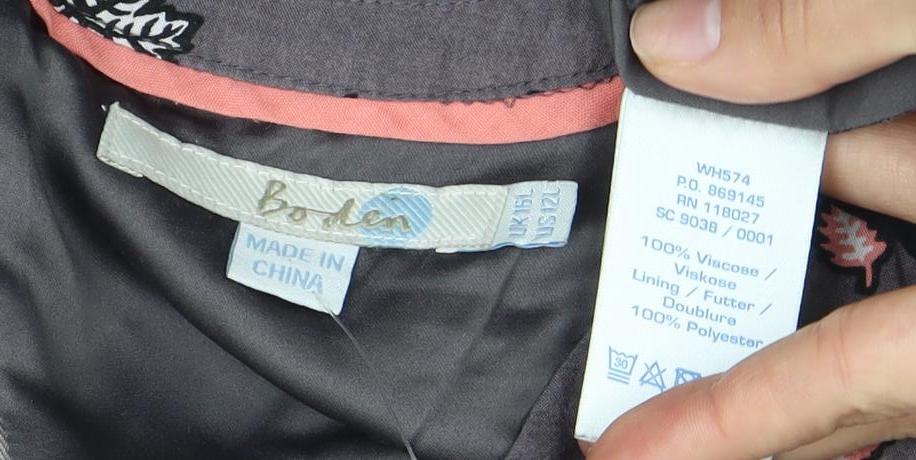 Boden
UK16L
US12L
MADE IN
CHINA
WH574
P.O. 869145
RN 118027
SC 9038 / 0001
100% Viscose /
Viskose
Lining / Futter /
Doublure
100% Polyester
30